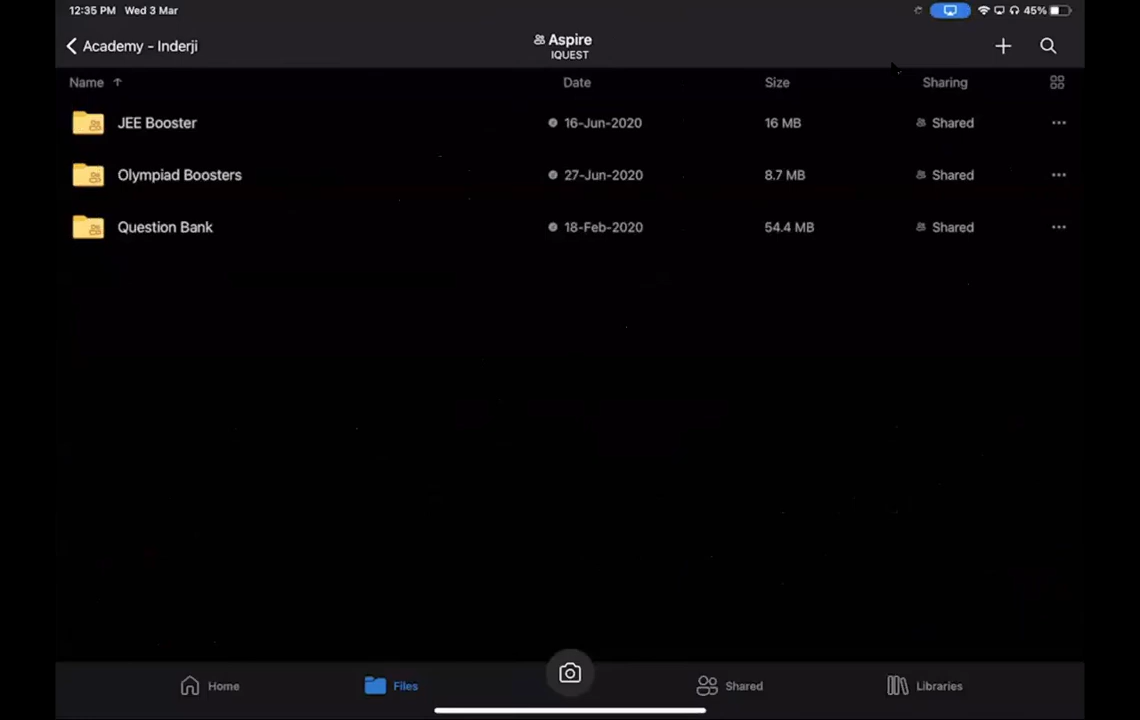 12:35 PM Wed 3 Mar 45%
Academy - Inderji
Aspire
IQUEST
Name Date Size Sharing
JEE Booster 16-Jun-2020 16 MB Shared
Olympiad Boosters 27-Jun-2020 8.7 MB Shared
Question Bank 18-Feb-2020 54.4 MB Shared
Home Files Shared Libraries